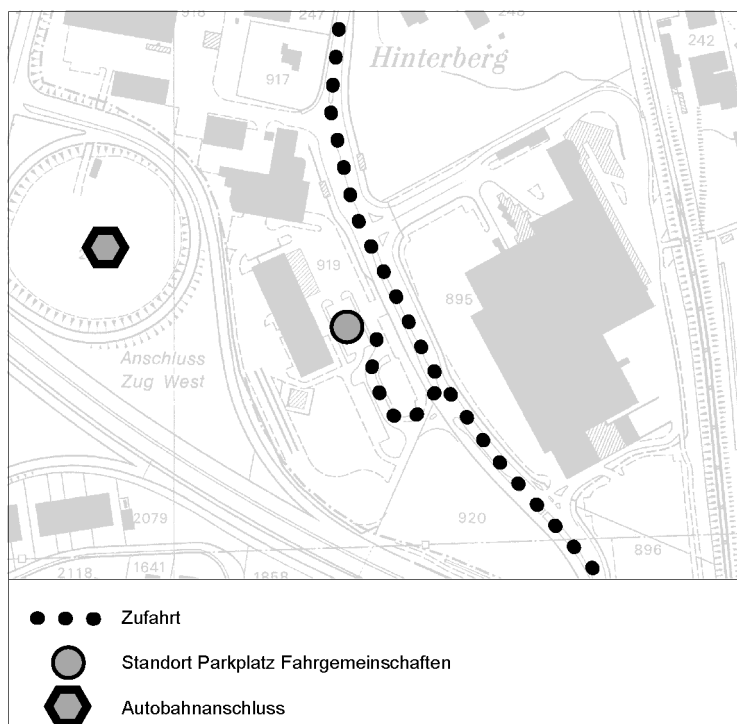 918
247
248
Hinterberg
242
917
919
895
Anschluss
Zug West
2079
920
896
2118
1641
1858
Zufahrt
Standort Parkplatz Fahrgemeinschaften
Autobahnanschluss